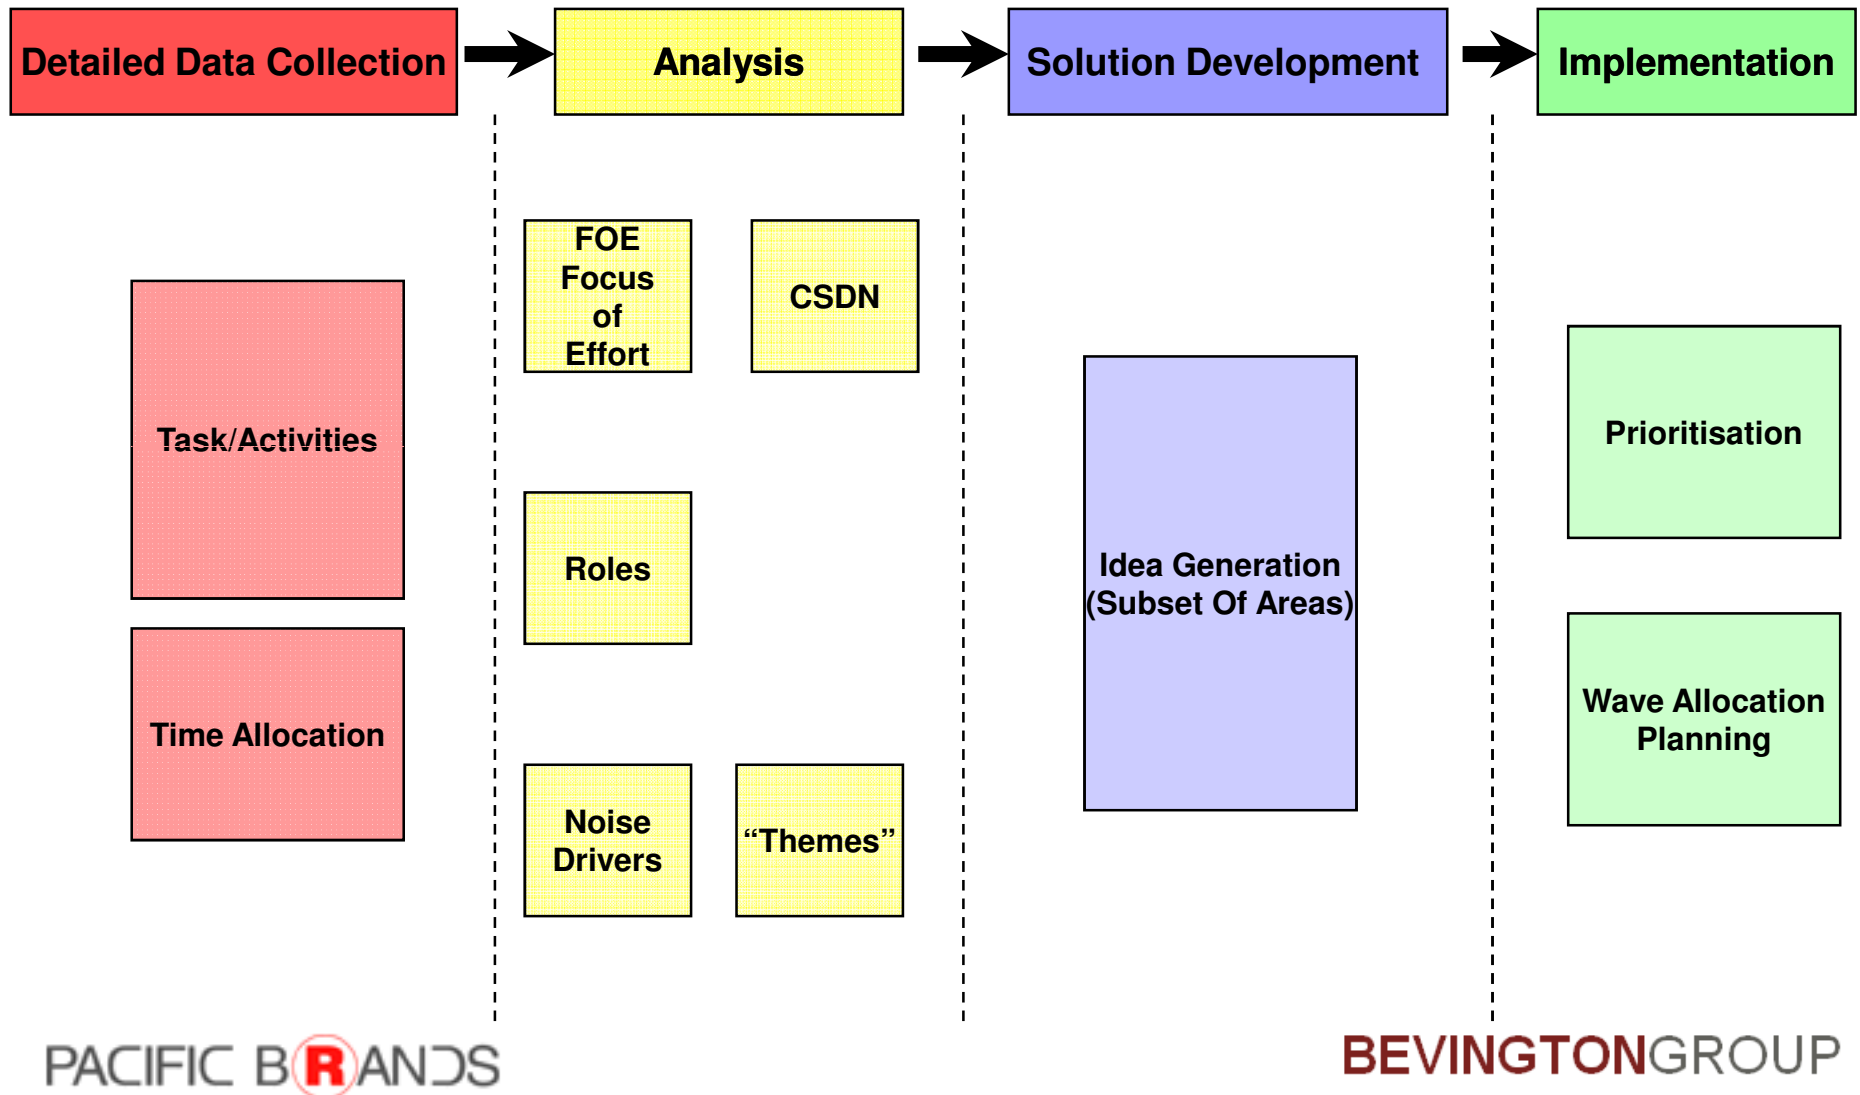 Detailed Data Collection
Analysis
Solution Development
Implementation
Task/Activities
Time Allocation
FOE
Focus
of
Effort
CSDN
Roles
Noise
Drivers
“Themes”
Idea Generation
(Subset Of Areas)
Prioritisation
Wave Allocation
Planning
PACIFIC BRANDS
BEVINGTONGROUP